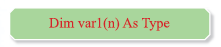 Dim var1(n) As Type